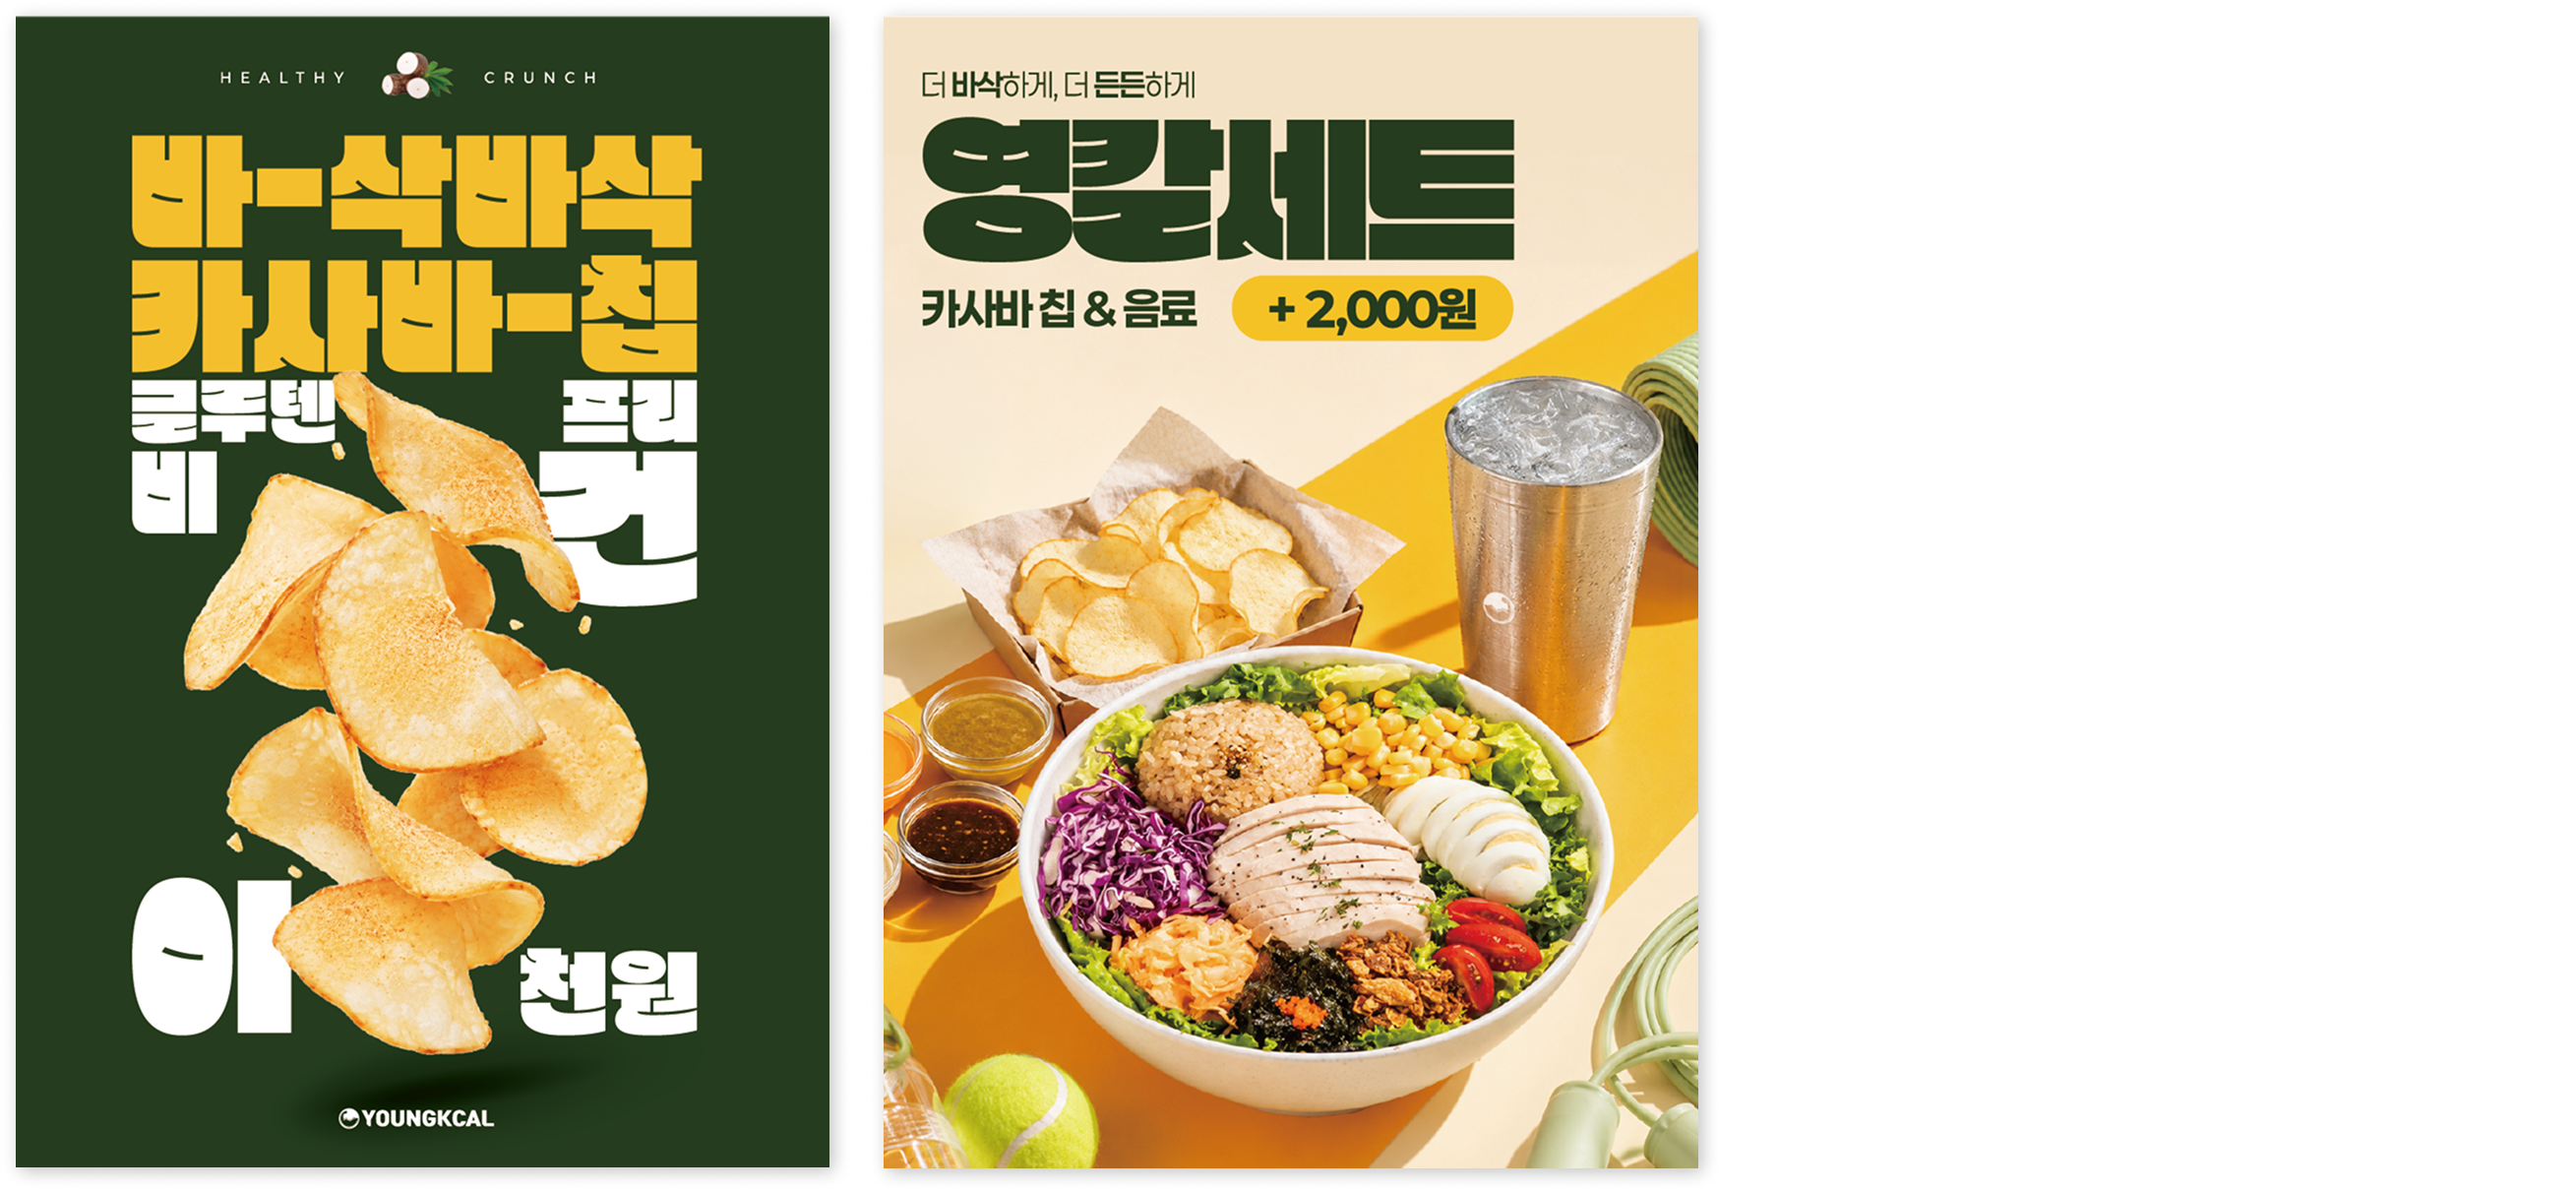 HEALTHY CRUNCH
바-삭바삭
카사바-칩
글루텐 프리
비 건
이 천원
YOUNGKCAL
더 바삭하게, 더 든든하게
영칼세트
카사바 칩 & 음료 + 2,000원